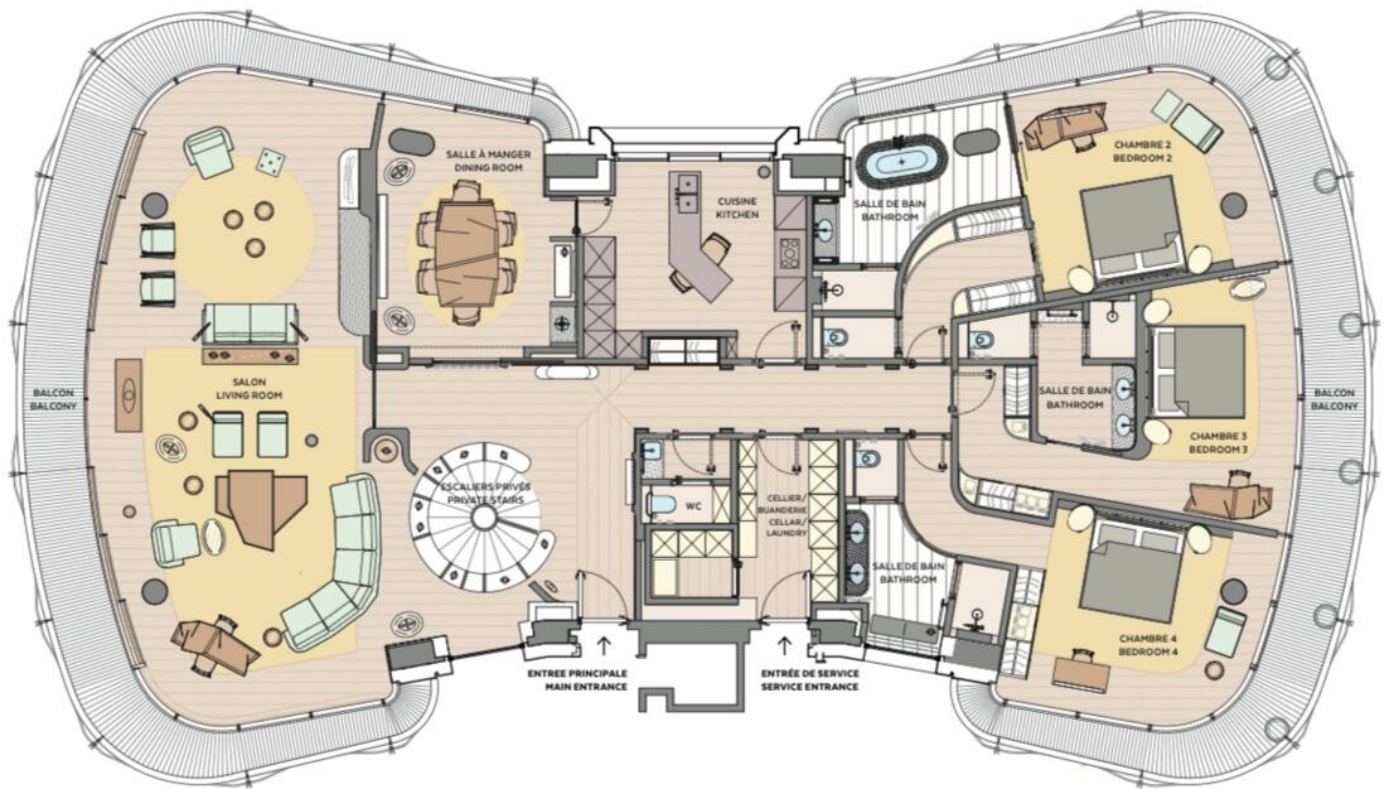 SALLE À MANGER
DINING ROOM
CUISINE
KITCHEN
SALLE DE BAIN
BATHROOM
CHAMBRE 2
BEDROOM 2
SALON
LIVING ROOM
BALCON
BALCONY
SALLE DE BAIN
BATHROOM
CHAMBRE 3
BEDROOM 3
BALCON
BALCONY
ESCALIERS PRIVÉS
PRIVATE STAIRS
WC
CELLIER/
BUANDERIE
CELLAR/
LAUNDRY
SALLE DE BAIN
BATHROOM
CHAMBRE 4
BEDROOM 4
ENTREE PRINCIPALE
MAIN ENTRANCE
ENTRÉE DE SERVICE
SERVICE ENTRANCE